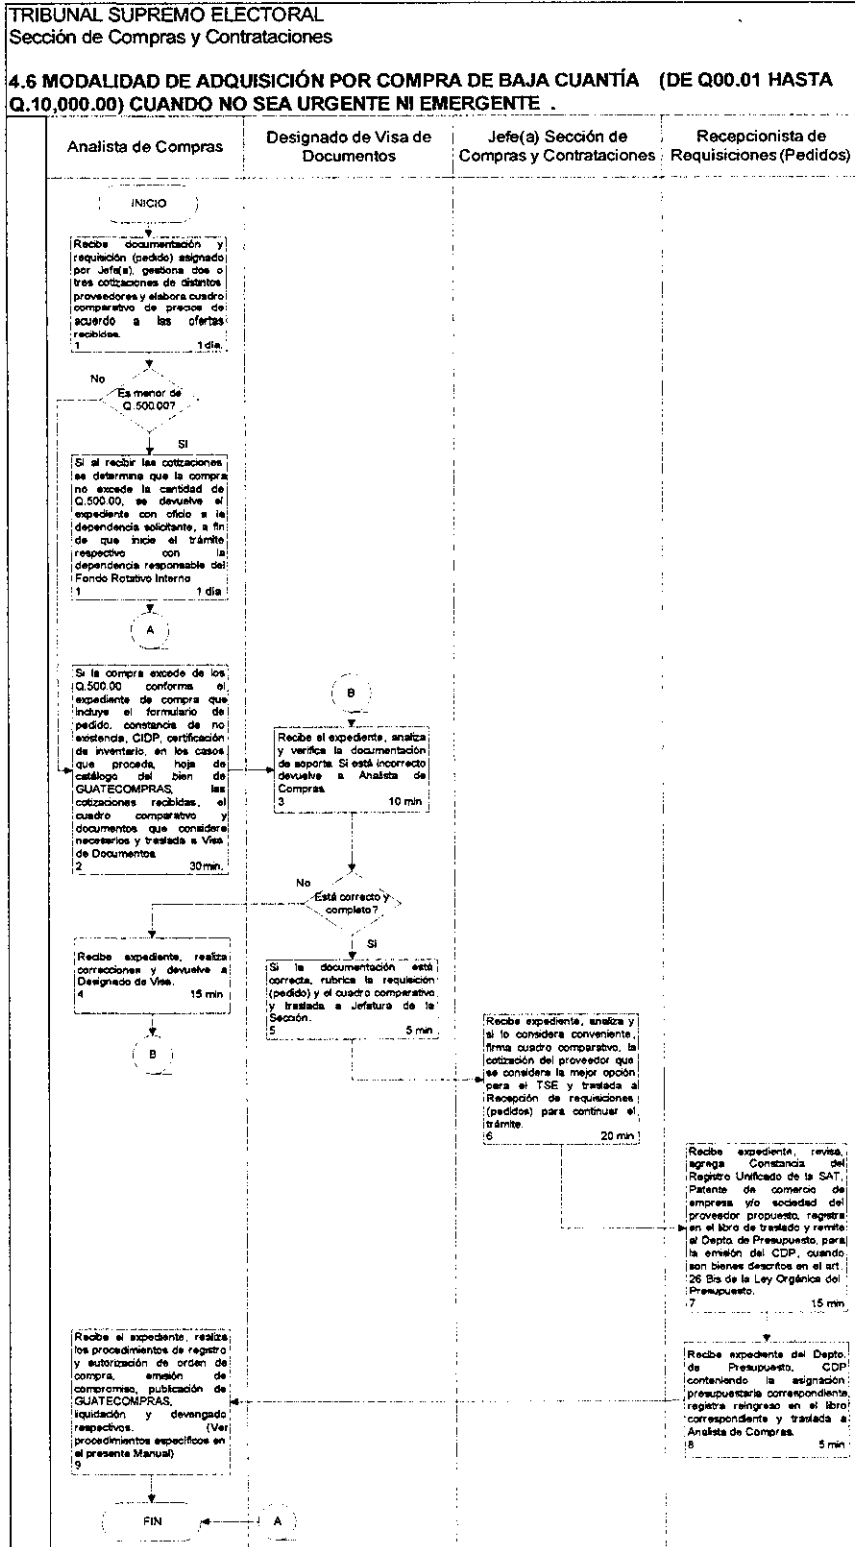 TRIBUNAL SUPREMO ELECTORAL
Sección de Compras y Contrataciones
4.6 MODALIDAD DE ADQUISICIÓN POR COMPRA DE BAJA CUANTÍA (DE Q00.01 HASTA
Q.10,000.00) CUANDO NO SEA URGENTE NI EMERGENTE .
Analista de Compras
Designado de Visa de
Documentos
Jefe(a) Sección de
Compras y Contrataciones
Recepcionista de
Requisiciones (Pedidos)
INICIO
Recibe documentación y
requisición (pedido) asignado
por Jefe(a), gestiona dos o
tres cotizaciones de distintos
proveedores y elabora cuadro
comparativo de precios de
acuerdo a las ofertas
recibidas.
1 1 día.
No
Es menor de
Q.500.00?
SI
Si al recibir las cotizaciones
se determina que la compra
no excede la cantidad de
Q.500.00, se devuelve el
expediente con oficio a la
dependencia solicitante, a fin
de que inicie el trámite
respectivo con la
dependencia responsable del
Fondo Rotativo Interno
1 1 día
A
Si la compra excede de los
Q.500.00 conforma el
expediente de compra que
incluye el formulario de
pedido, constancia de no
existencia, CIDP, certificación
de inventario, en los casos
que proceda, hoja de
catálogo del bien de
GUATECOMPRAS, las
cotizaciones recibidas, el
cuadro comparativo y
documentos que considere
necesarios y traslada a Visa
de Documentos
2 30 min.
B
Recibe el expediente, analiza
y verifica la documentación
de soporte. Si está incorrecto
devuelve a Analista de
Compras
3 10 min
No
Está correcto y
completo?
Si
Recibe expediente, realiza
correcciones y devuelve a
Designado de Visa.
4 15 min
B
Si la documentación está
correcta, rubrica la requisición
(pedido) y el cuadro comparativo
y traslada a Jefatura de la
Sección.
5 5 min
Recibe expediente, analiza y
si lo considera conveniente,
firma cuadro comparativo, la
cotización del proveedor que
se considera la mejor opción
para el TSE y traslada a
Recepción de requisiciones
(pedidos) para continuar el
trámite.
6 20 min
Recibe expediente, revisa,
agrega Constancia del
Registro Unificado de la SAT,
Patente de comercio de
empresa y/o sociedad del
proveedor propuesto, registra
en el libro de traslado y remite
al Depto. de Presupuesto, para
la emisión del CDP, cuando
son bienes descritos en el art.
26 Bis de la Ley Orgánica del
Presupuesto.
7 15 min
Recibe expediente del Depto.
de Presupuesto, CDP
conteniendo la asignación
presupuestaria correspondiente,
registra reingreso en el libro
correspondiente y traslada a
Analista de Compras.
8 5 min
Recibe el expediente, realiza
los procedimientos de registro
y autorización de orden de
compra, emisión de
compromiso, publicación de
GUATECOMPRAS,
liquidación y devengado
respectivos. (Ver
procedimientos específicos en
el presente Manual)
9
FIN
A